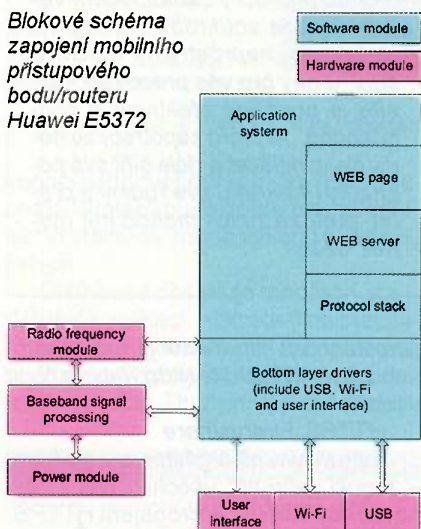 Blokové schéma
zapojení mobilního
přístupového
bodu/routeru
Huawei E5372
Software module
Hardware module
Application
systerm
WEB page
WEB server
Protocol stack
Radio frequency
module
Bottom layer drivers
(include USB, Wi-Fi
and user interface)
Baseband signal
processing
Power module
User
interface
Wi-Fi
USB